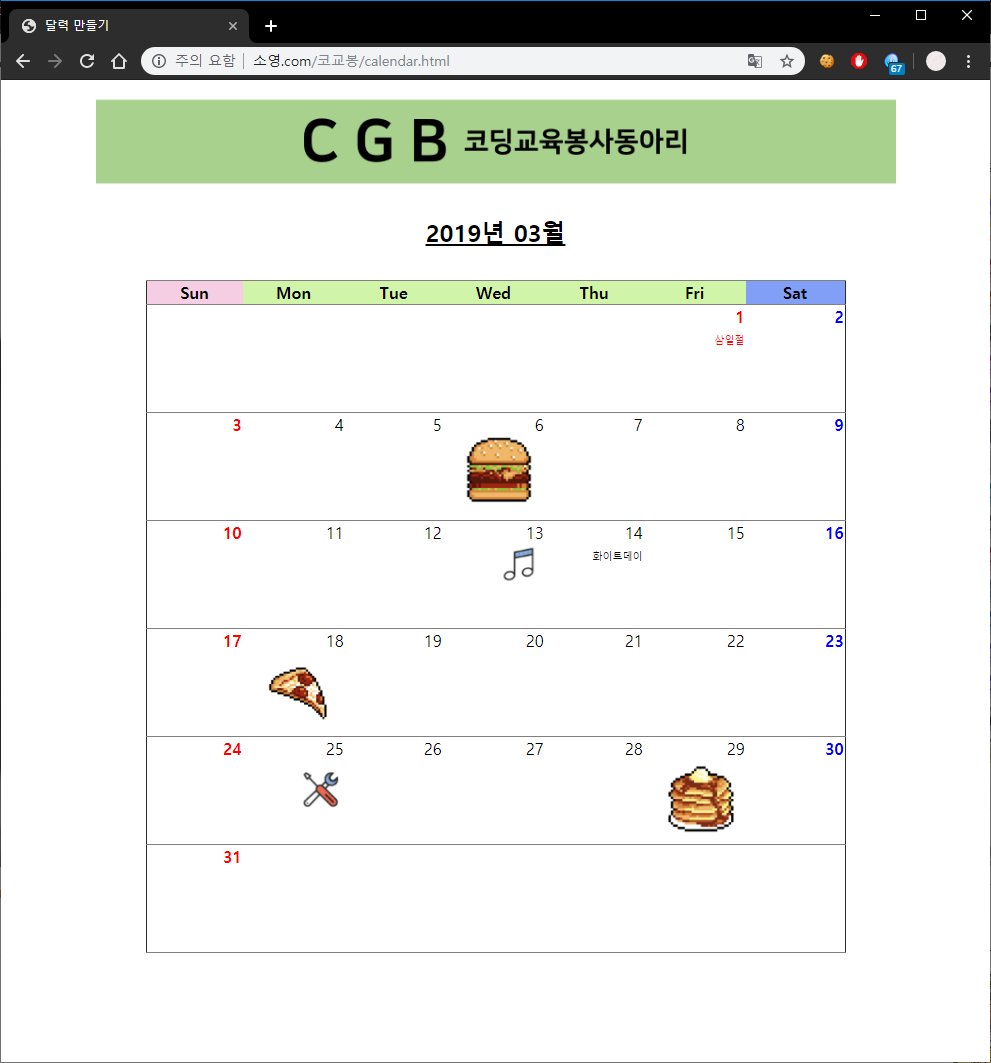 달력 만들기
주의 요함 | 소영.com/코교봉/calendar.html
67
C G B 코딩교육봉사동아리
2019년 03월
Sun Mon Tue Wed Thu Fri Sat
1 2
삼일절
3 4 5 6 7 8 9
10 11 12 13 14 15 16
화이트데이
17 18 19 20 21 22 23
24 25 26 27 28 29 30
31